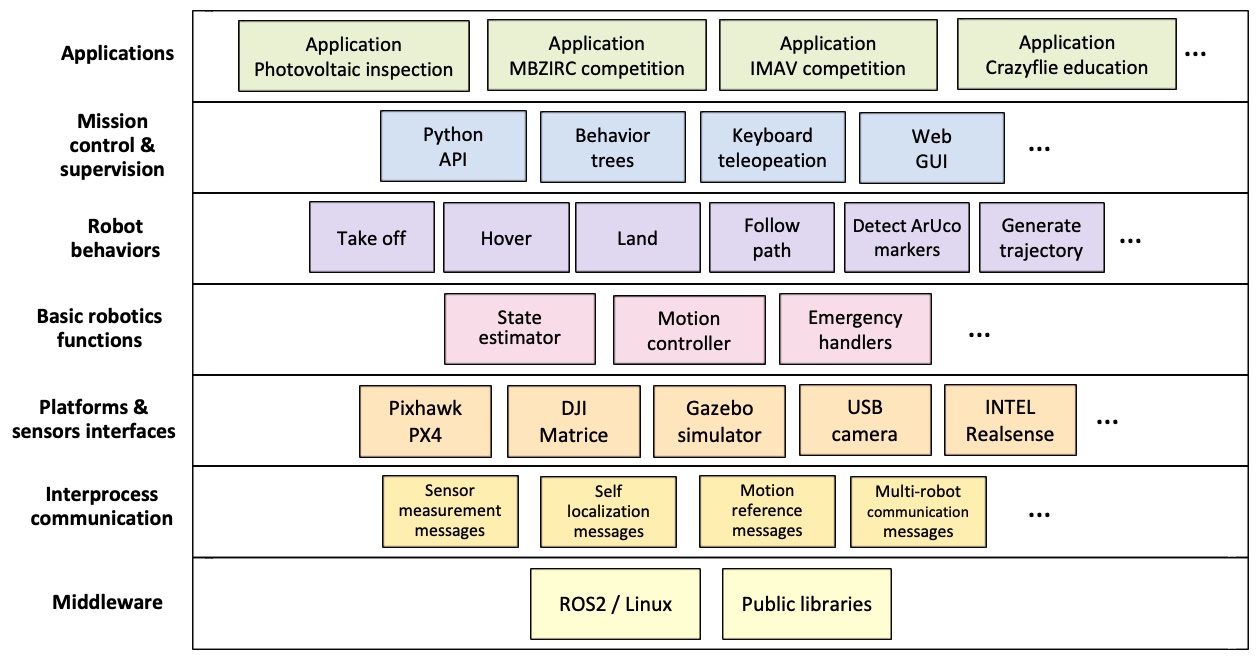 Applications
Application
Photovoltaic inspection
Application
MBZIRC competition
Application
IMAV competition
Application
Crazyflie education
...
Mission
control &
supervision
Python
API
Behavior
trees
Keyboard
teleopeation
Web
GUI
...
Robot
behaviors
Take off
Hover
Land
Follow
path
Detect ArUco
markers
Generate
trajectory
...
Basic robotics
functions
State
estimator
Motion
controller
Emergency
handlers
...
Platforms &
sensors interfaces
Pixhawk
PX4
DJI
Matrice
Gazebo
simulator
USB
camera
INTEL
Realsense
...
Interprocess
communication
Sensor
measurement
messages
Self
localization
messages
Motion
reference
messages
Multi-robot
communication
messages
...
Middleware
ROS2 / Linux
Public libraries